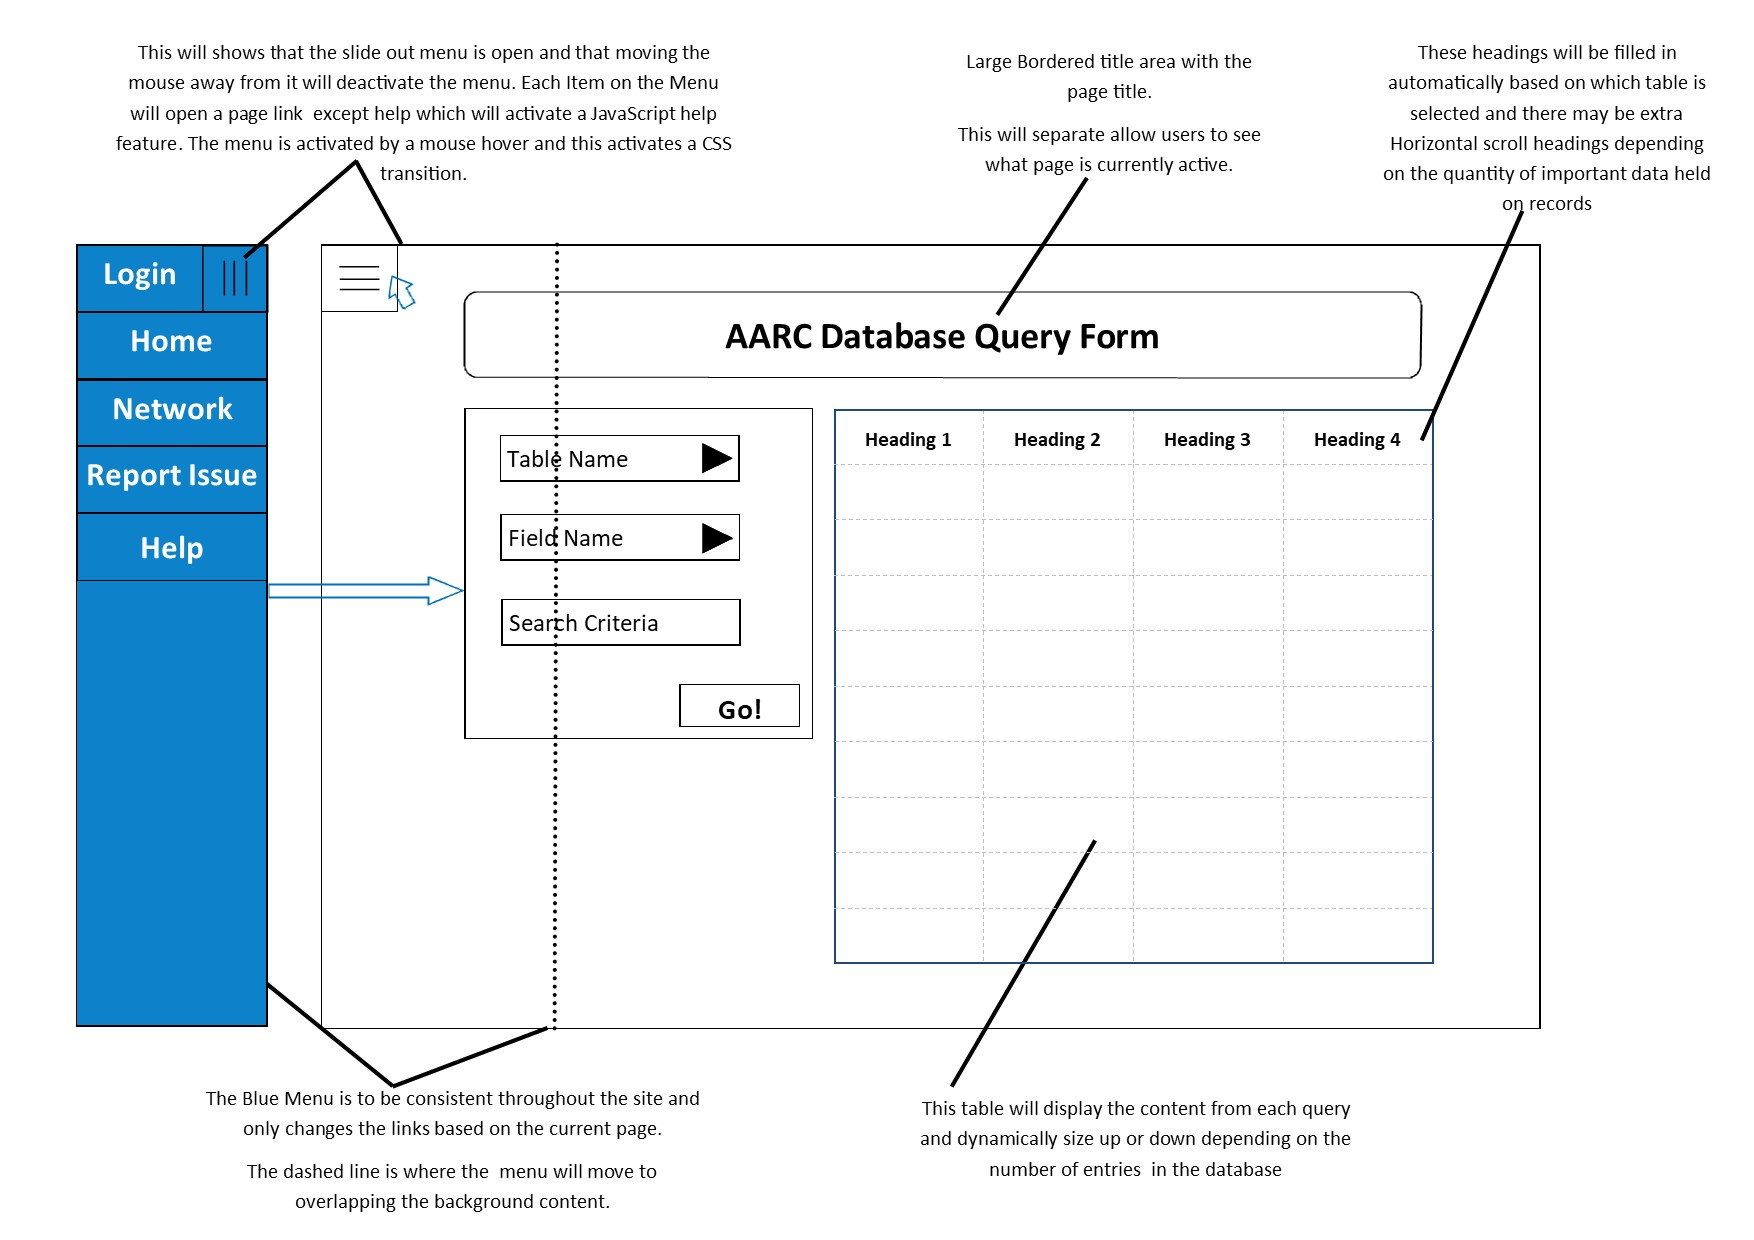 This will shows that the slide out menu is open and that moving the
mouse away from it will deactivate the menu. Each Item on the Menu
will open a page link  except help which will activate a JavaScript help
feature. The menu is activated by a mouse hover and this activates a CSS
transition.
Large Bordered title area with the
page title.
This will separate allow users to see
what page is currently active.
These headings will be filled in
automatically based on which table is
selected and there may be extra
Horizontal scroll headings depending
on the quantity of important data held
on records
Login
Home
Network
Report Issue
Help
AARC Database Query Form
Table Name
Field Name
Search Criteria
Go!
Heading 1 Heading 2 Heading 3 Heading 4
The Blue Menu is to be consistent throughout the site and
only changes the links based on the current page.
The dashed line is where the  menu will move to
overlapping the background content.
This table will display the content from each query
and dynamically size up or down depending on the
number of entries  in the database